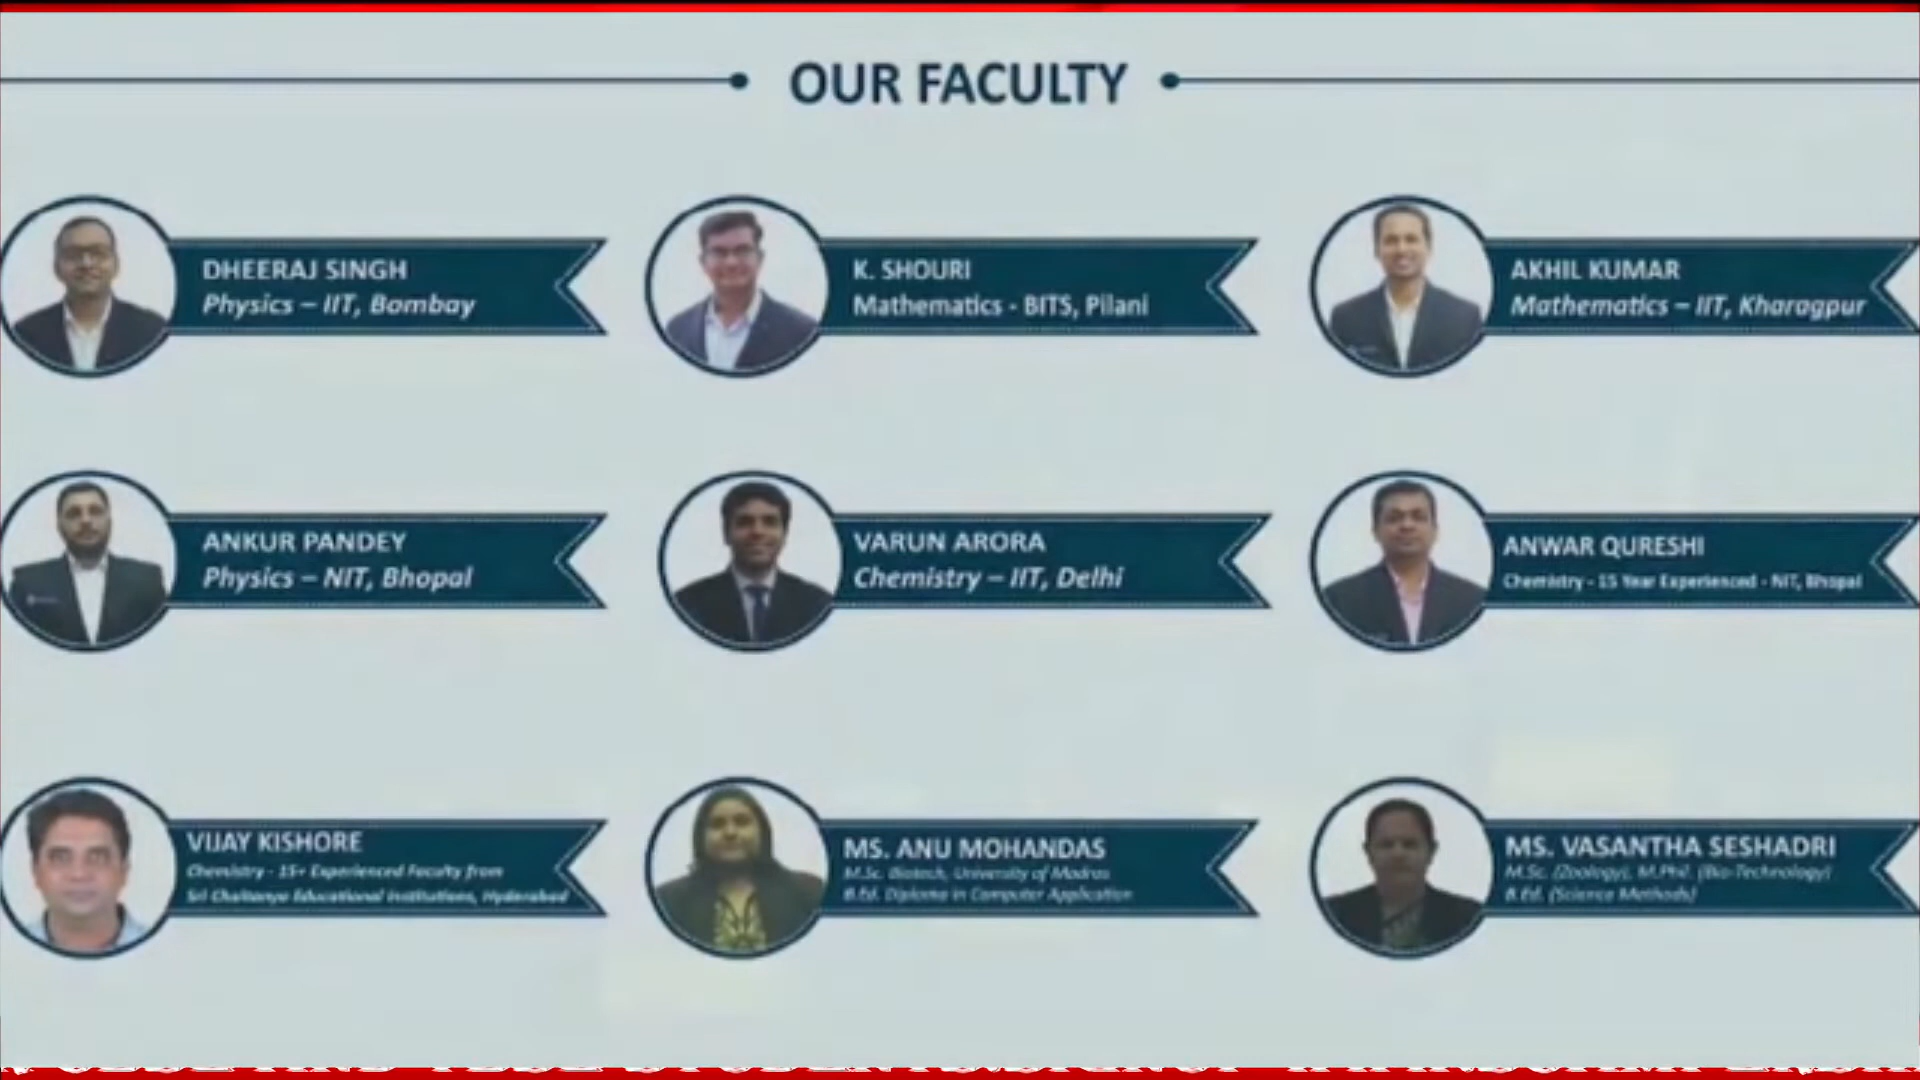 OUR FACULTY
DHEERAJ SINGH
Physics – IIT, Bombay
K. SHOURI
Mathematics - BITS, Pilani
AKHIL KUMAR
Mathematics – IIT, Kharagpur
ANKUR PANDEY
Physics – NIT, Bhopal
VARUN ARORA
Chemistry – IIT, Delhi
ANWAR QURESHI
Chemistry - 15 Year Experienced - NIT, Bhopal
VIJAY KISHORE
Chemistry - 15+ Experienced Faculty from
Sri Chaitanya Educational Institutions, Hyderabad
MS. ANU MOHANDAS
M.Sc. Biotech, University of Madras
B.Ed. Diploma in Computer Application
MS. VASANTHA SESHADRI
M.Sc. (Zoology), M.Phil. (Bio-Technology)
B.Ed. (Science Methods)